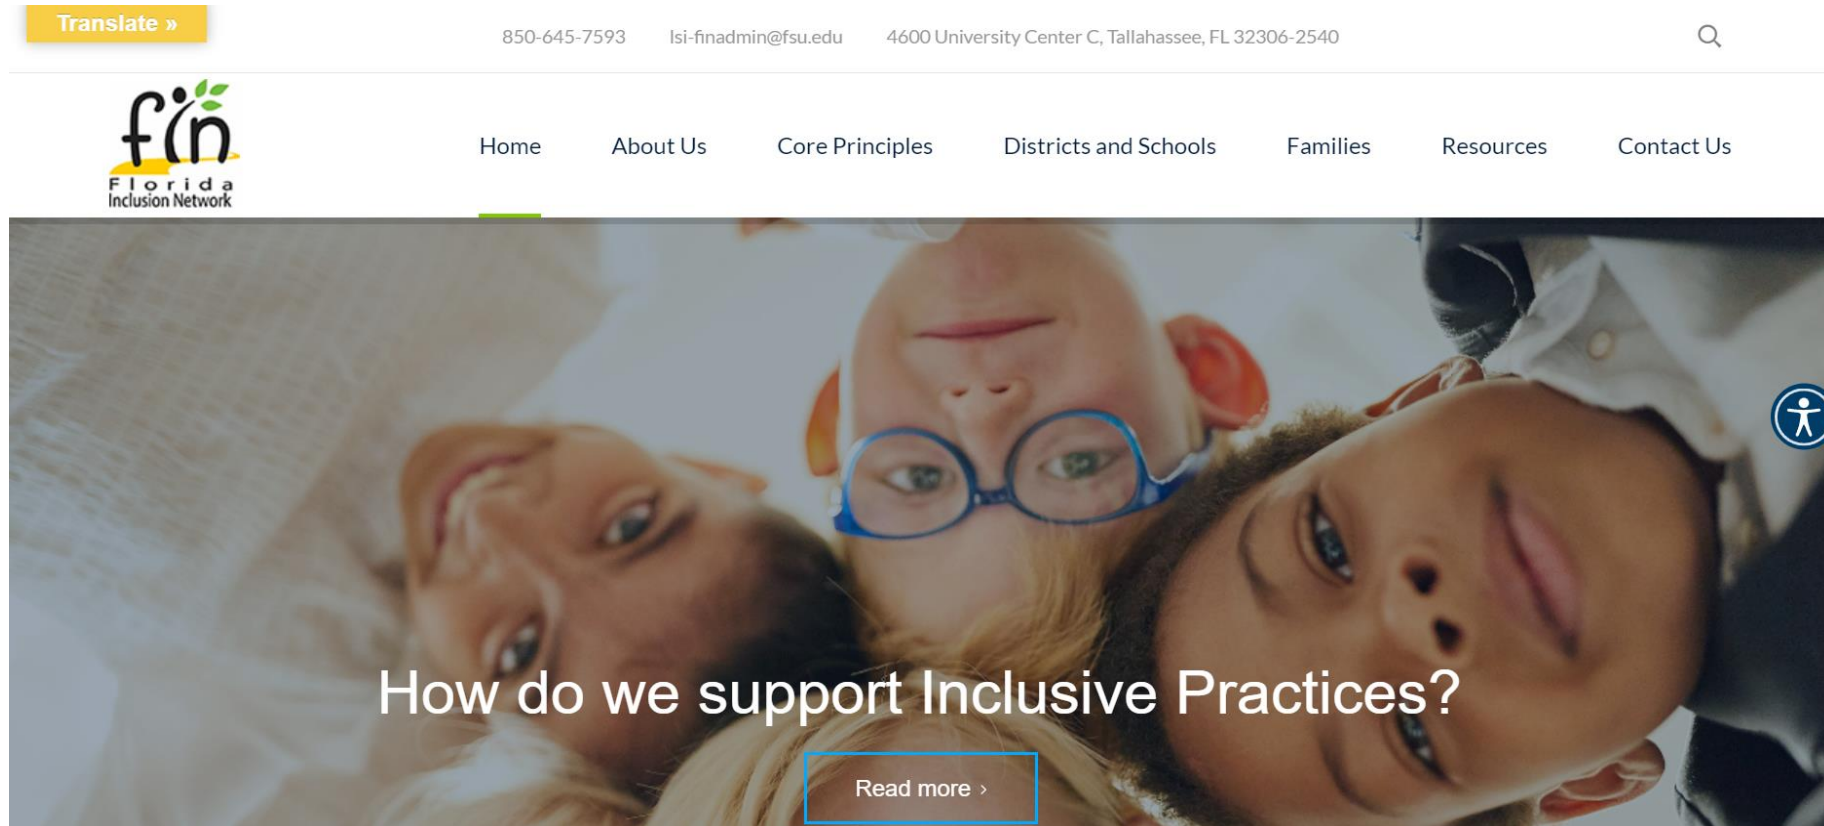 Translate »
850-645-7593 lsi-finadmin@fsu.edu 4600 University Center C, Tallahassee, FL 32306-2540
fin
Florida
Inclusion Network
Home About Us Core Principles Districts and Schools Families Resources Contact Us
How do we support Inclusive Practices?
Read more ›